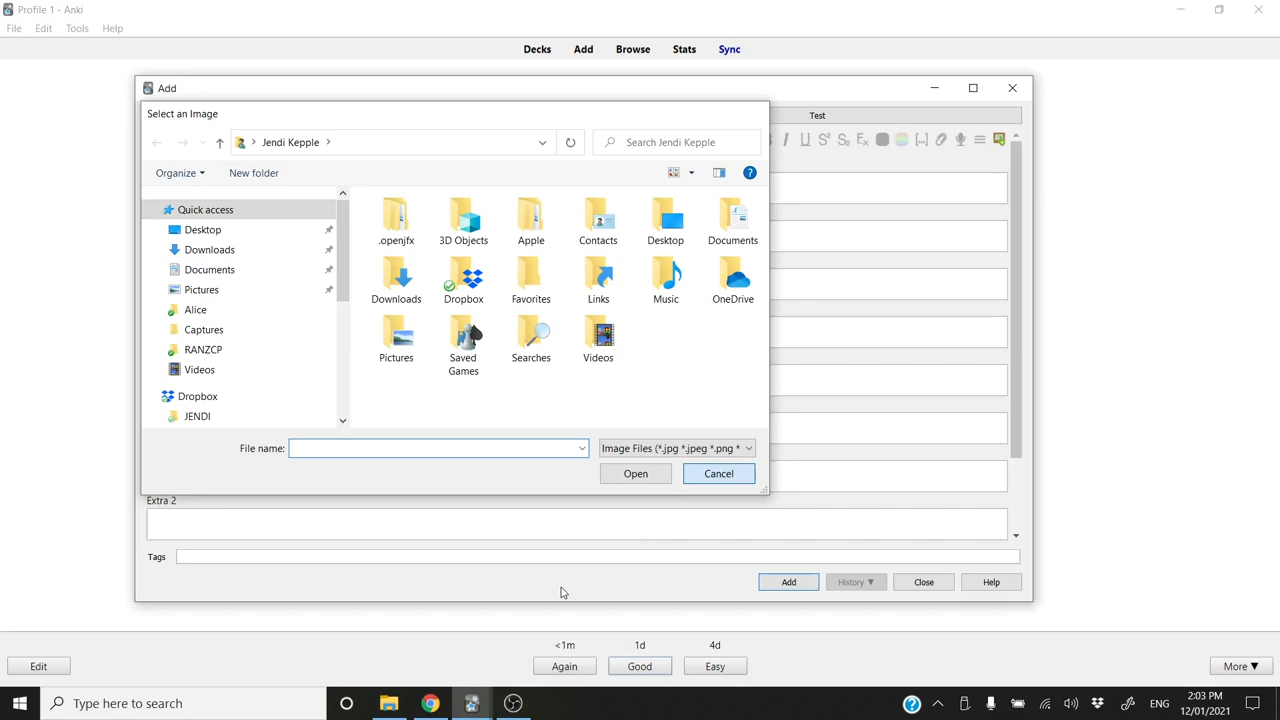 Profile 1 - Anki
File Edit Tools Help
Decks Add Browse Stats Sync
Add
Select an Image
Test
Jendi Kepple
Search Jendi Kepple
Organize
New folder
Quick access
Desktop
Downloads
Documents
Pictures
Alice
Captures
RANZCP
Videos
Dropbox
JENDI
.openjfx 3D Objects Apple Contacts Desktop Documents
Downloads Dropbox Favorites Links Music OneDrive
Pictures Saved Games Searches Videos
File name:
Image Files (*.jpg *.jpeg *.png *
Open Cancel
Extra 2
Tags
Add History ▼ Close Help
<1m 1d 4d
Edit Again Good Easy More ▼
Type here to search
ENG
2:03 PM
12/01/2021